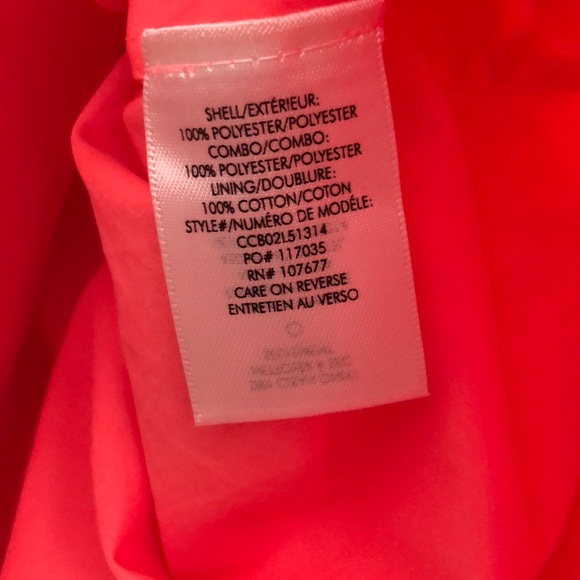 SHELL/EXTÉRIEUR:
100% POLYESTER/POLYESTER
COMBO/COMBO:
100% POLYESTER/POLYESTER
LINING/DOUBLURE:
100% COTTON/COTON
STYLE#/NUMÉRO DE MODÈLE:
CCB02L51314
PO# 117035
RN# 107677
CARE ON REVERSE
ENTRETIEN AU VERSO